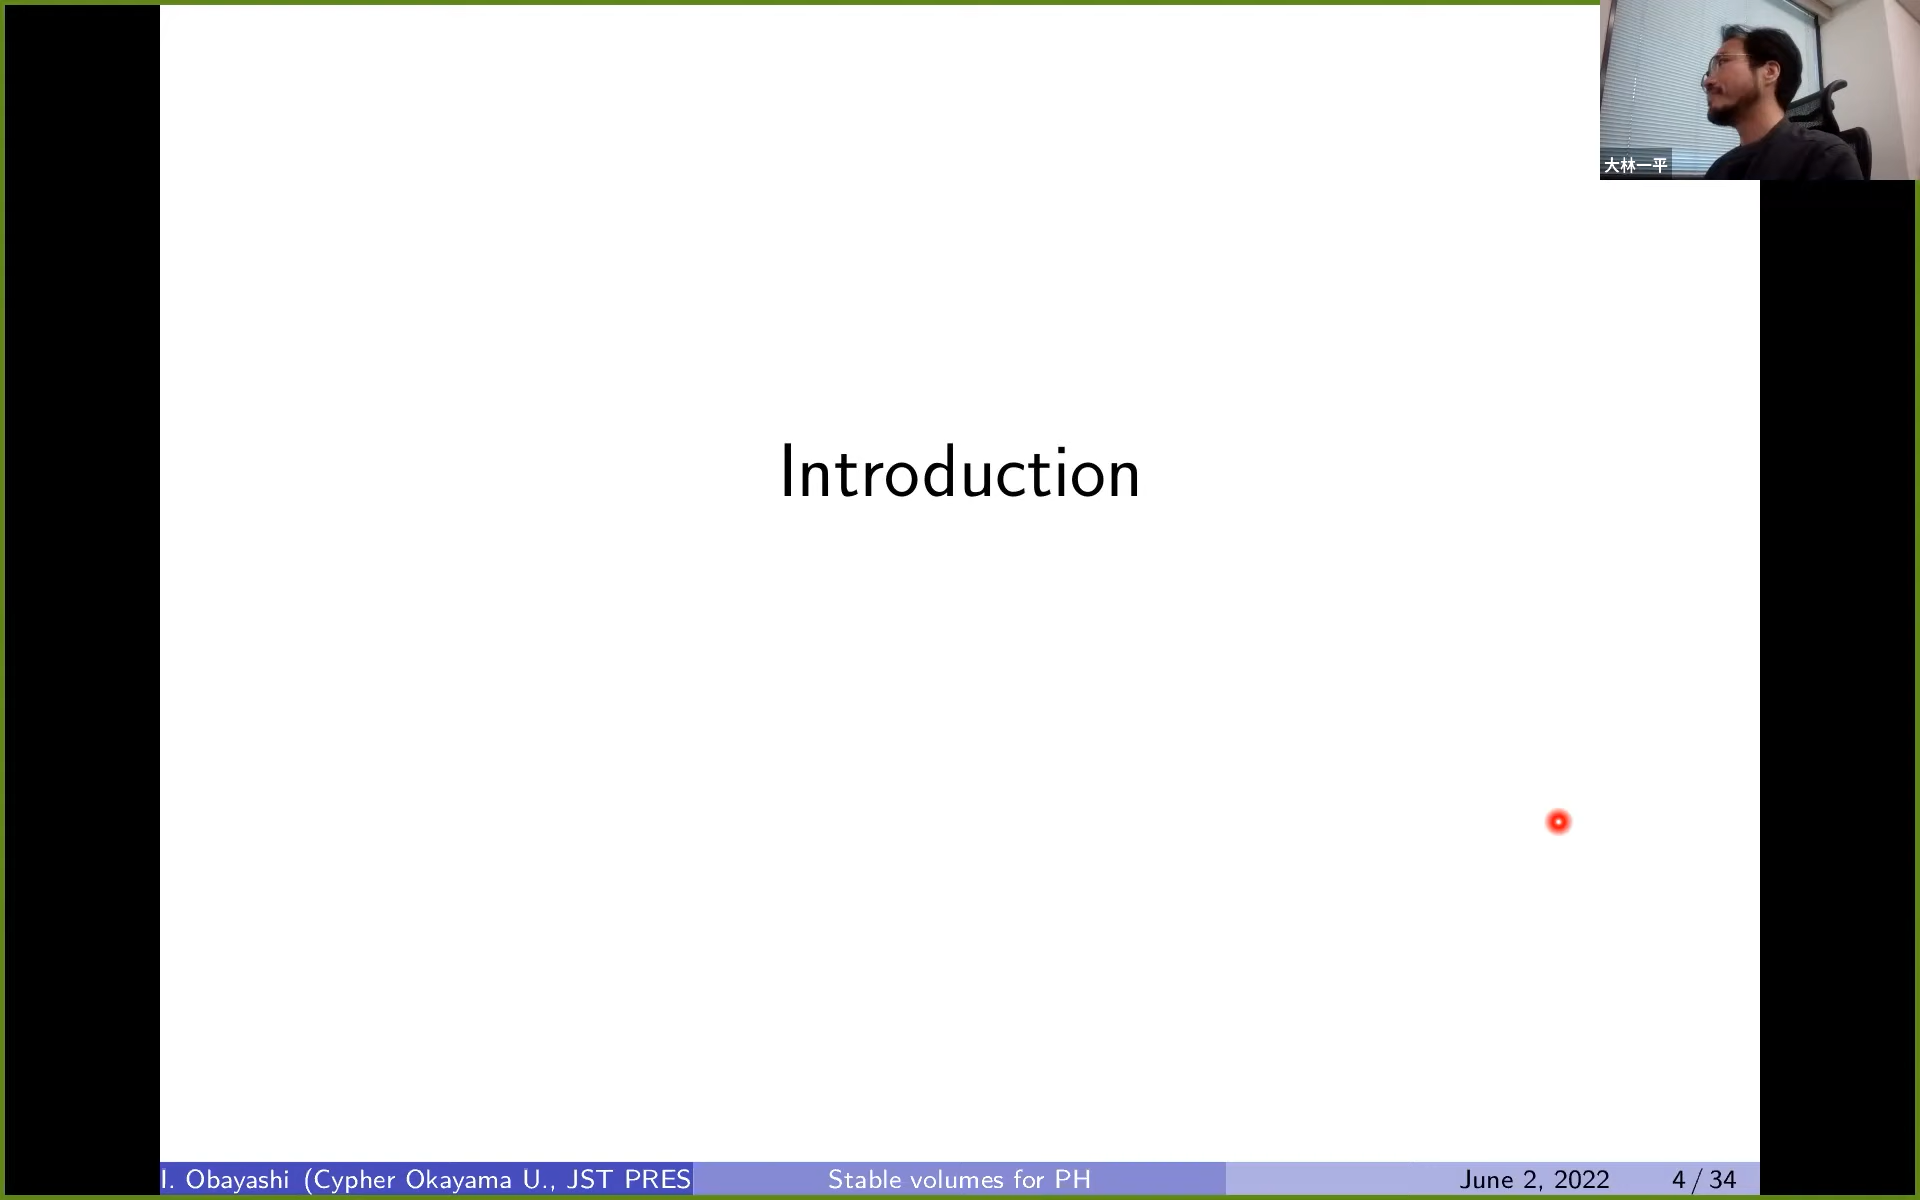 大林一平
Introduction
I. Obayashi (Cypher Okayama U., JST PRES
Stable volumes for PH
June 2, 2022
4 / 34